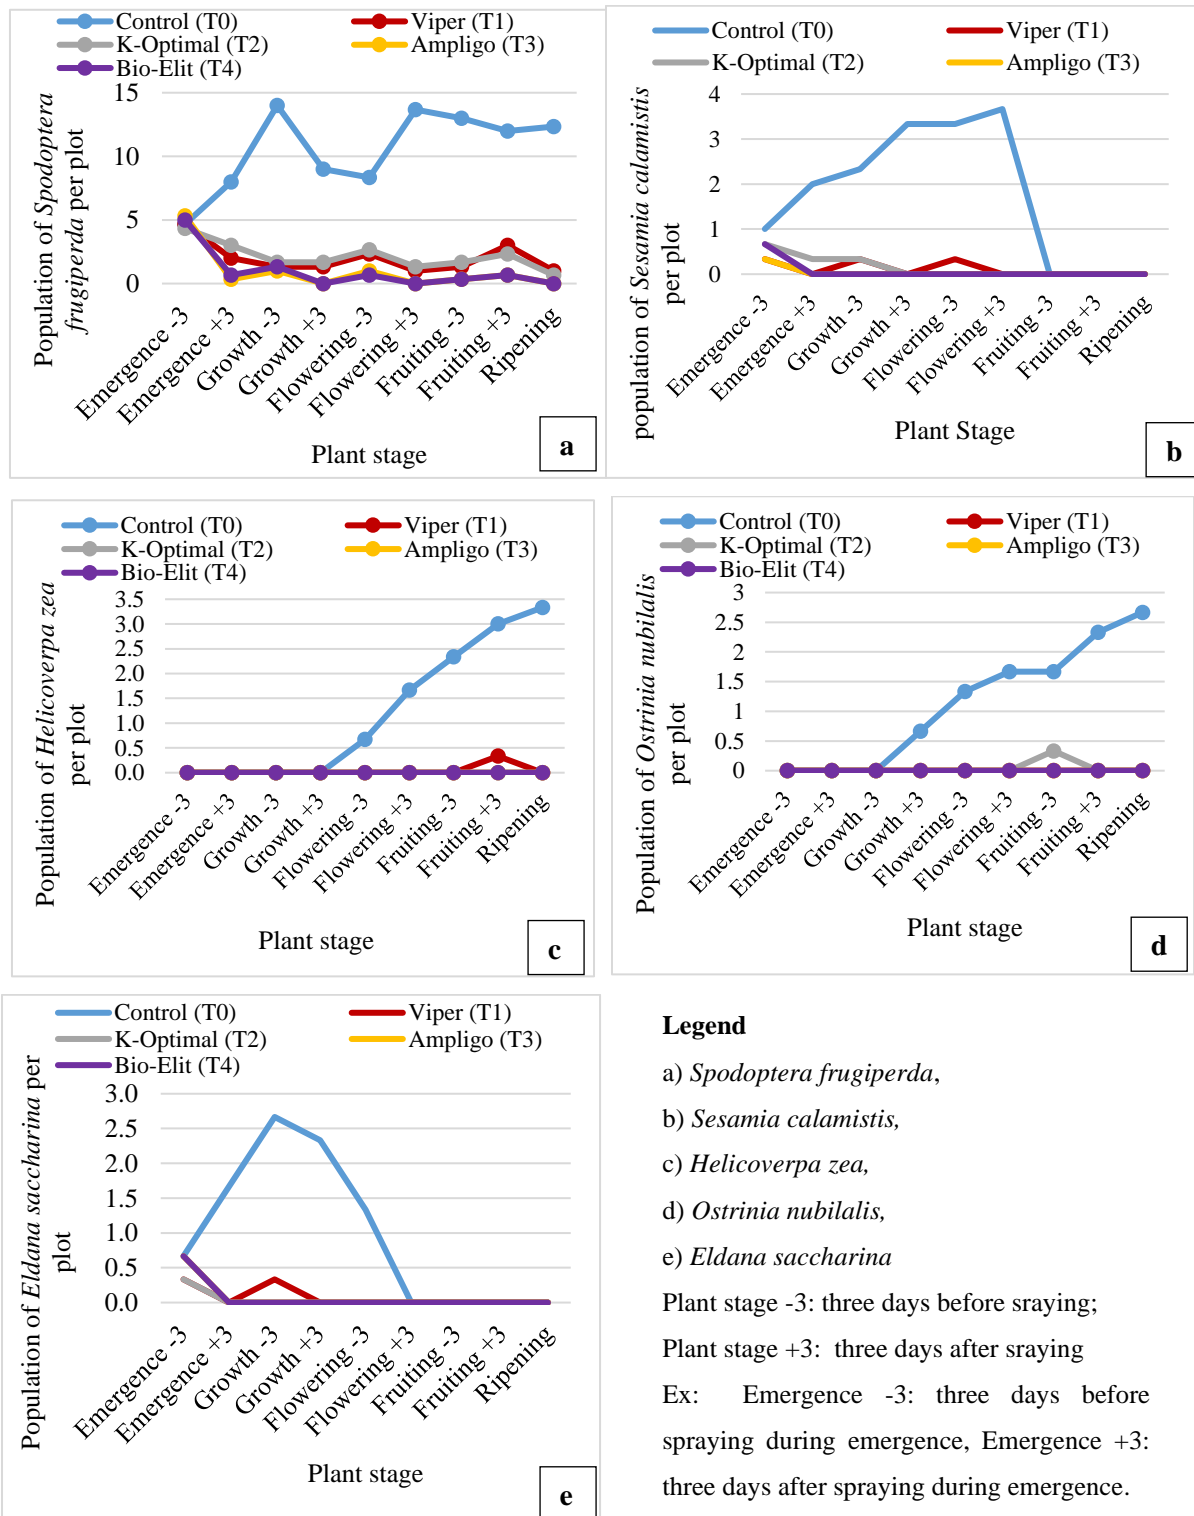 Control (T0)
Viper (T1)
K-Optimal (T2)
Ampligo (T3)
Bio-Elit (T4)
Population of Spodoptera
frugiperda per plot
15
10
5
0
Emergence -3
Emergence +3
Growth -3
Growth +3
Flowering -3
Flowering +3
Fruiting -3
Fruiting +3
Ripening
Plant stage
a
Control (T0)
Viper (T1)
K-Optimal (T2)
Ampligo (T3)
population of Sesamia calamistis
per plot
4
3
2
1
0
Emergence -3
Emergence +3
Growth -3
Growth +3
Flowering -3
Flowering +3
Fruiting -3
Fruiting +3
Ripening
Plant Stage
b
Control (T0)
Viper (T1)
K-Optimal (T2)
Ampligo (T3)
Bio-Elit (T4)
Population of Helicoverpa zea
per plot
3.5
3.0
2.5
2.0
1.5
1.0
0.5
0.0
Emergence -3
Emergence +3
Growth -3
Growth +3
Flowering -3
Flowering +3
Fruiting -3
Fruiting +3
Ripening
Plant stage
c
Control (T0)
Viper (T1)
K-Optimal (T2)
Ampligo (T3)
Bio-Elit (T4)
Population of Ostrinia nubilalis
per plot
3
2.5
2
1.5
1
0.5
0
Emergence -3
Emergence +3
Growth -3
Growth +3
Flowering -3
Flowering +3
Fruiting -3
Fruiting +3
Ripening
Plant stage
d
Control (T0)
Viper (T1)
K-Optimal (T2)
Ampligo (T3)
Bio-Elit (T4)
Population of Eldana saccharina per
plot
3.0
2.5
2.0
1.5
1.0
0.5
0.0
Emergence -3
Emergence +3
Growth -3
Growth +3
Flowering -3
Flowering +3
Fruiting -3
Fruiting +3
Ripening
Plant stage
e
Legend
a) Spodoptera frugiperda,
b) Sesamia calamistis,
c) Helicoverpa zea,
d) Ostrinia nubilalis,
e) Eldana saccharina
Plant stage -3: three days before sraying;
Plant stage +3: three days after sraying
Ex: Emergence -3: three days before
spraying during emergence, Emergence +3:
three days after spraying during emergence.